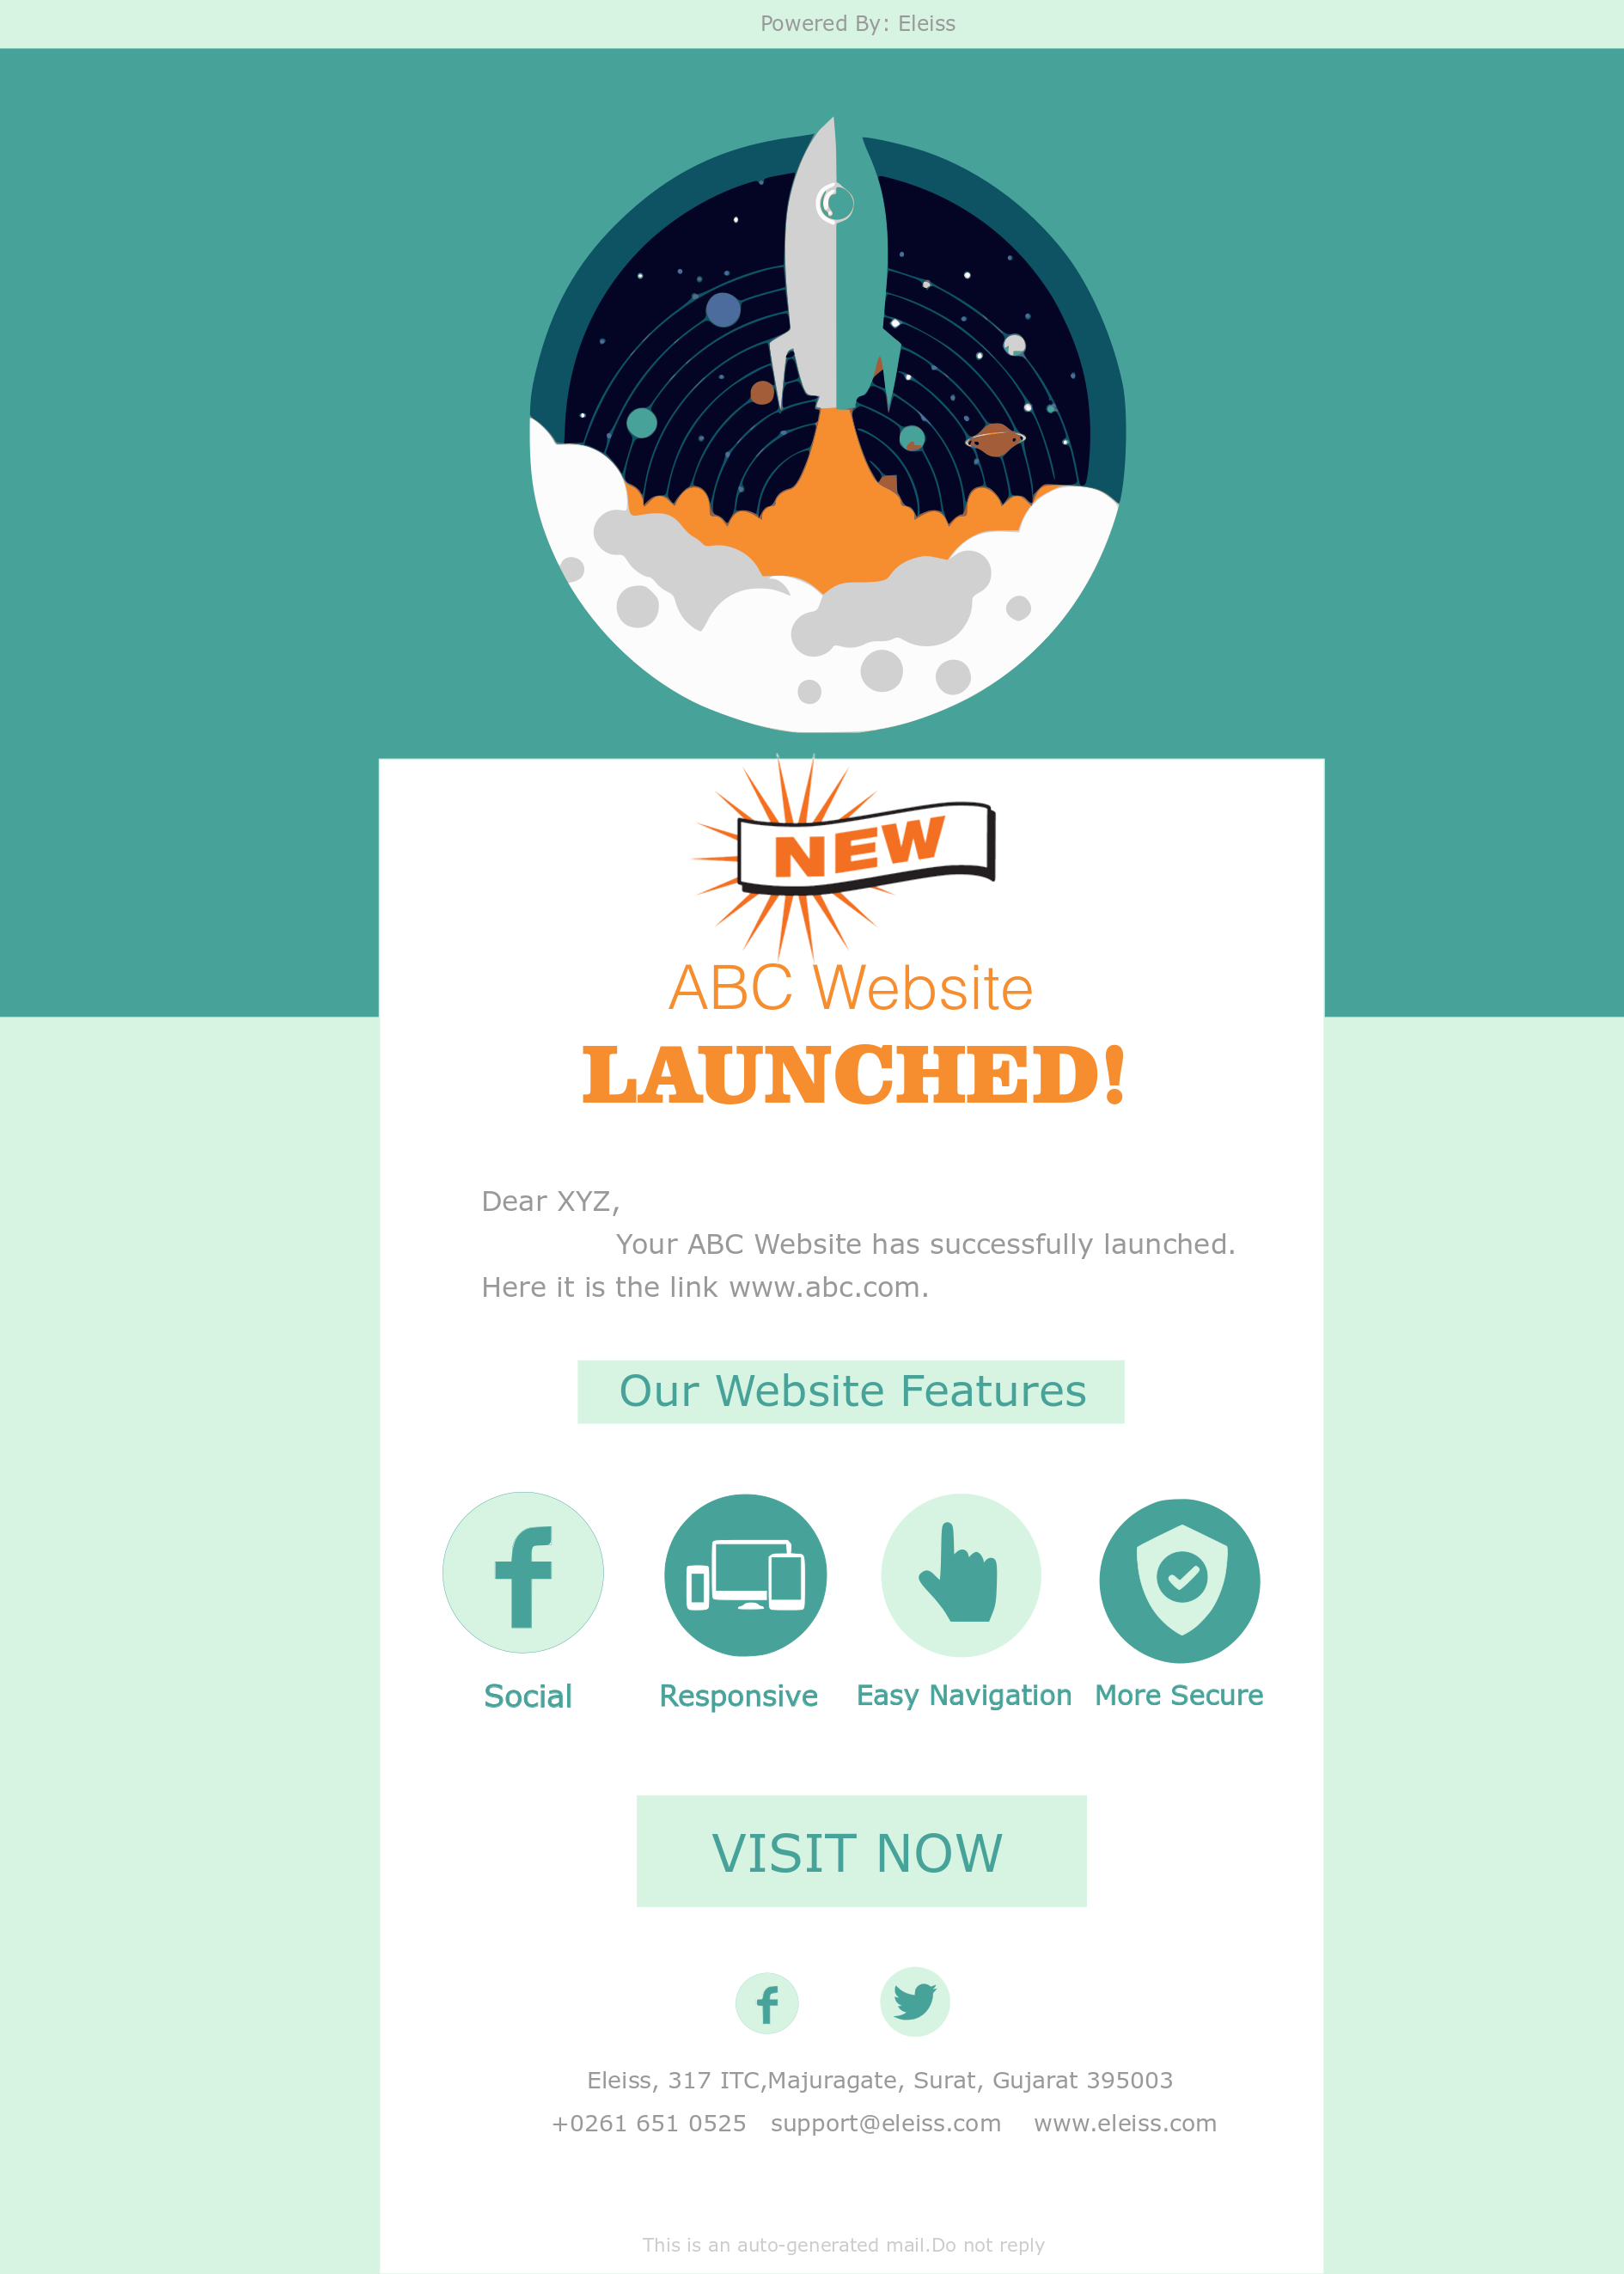 Powered By: Eleiss
NEW
ABC Website
LAUNCHED!
Dear XYZ,
Your ABC Website has successfully launched.
Here it is the link www.abc.com.
Our Website Features
Social Responsive Easy Navigation More Secure
VISIT NOW
Eleiss, 317 ITC,Majuragate, Surat, Gujarat 395003
+0261 651 0525 support@eleiss.com www.eleiss.com
This is an auto-generated mail.Do not reply